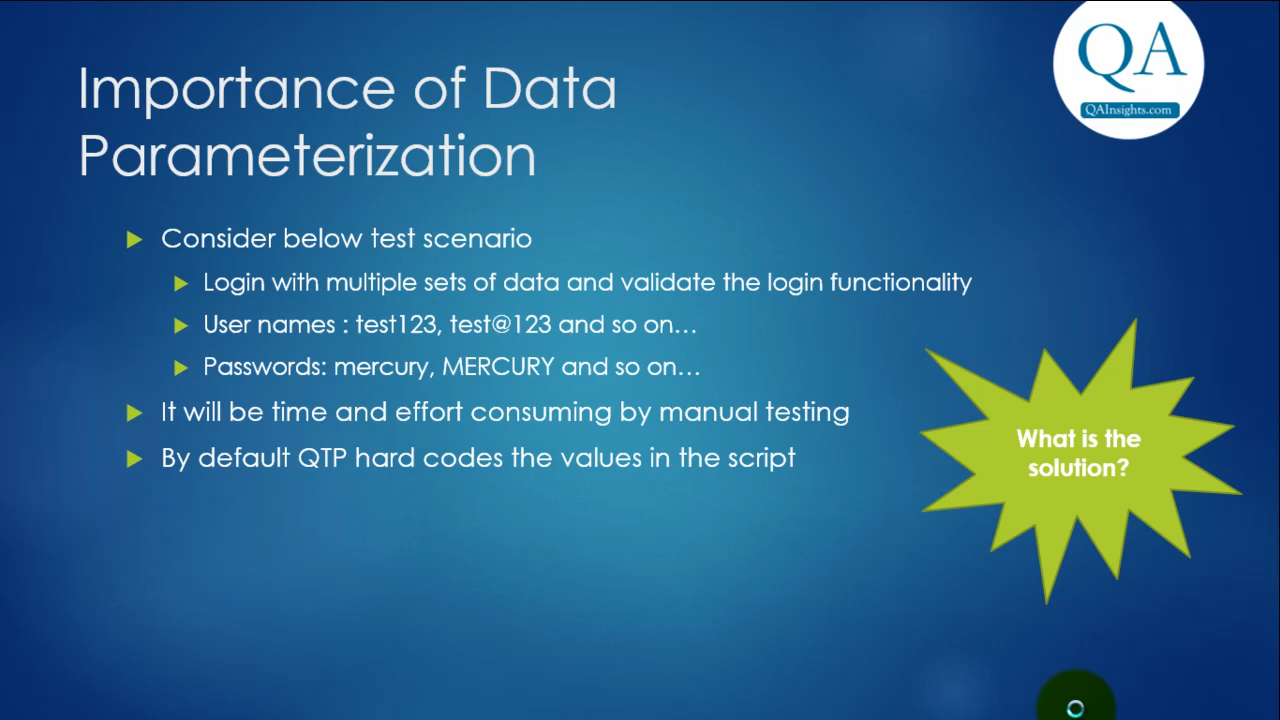 QA
QAInsights.com
Importance of Data
Parameterization
Consider below test scenario
Login with multiple sets of data and validate the login functionality
User names : test123, test@123 and so on…
Passwords: mercury, MERCURY and so on…
It will be time and effort consuming by manual testing
By default QTP hard codes the values in the script
What is the
solution?